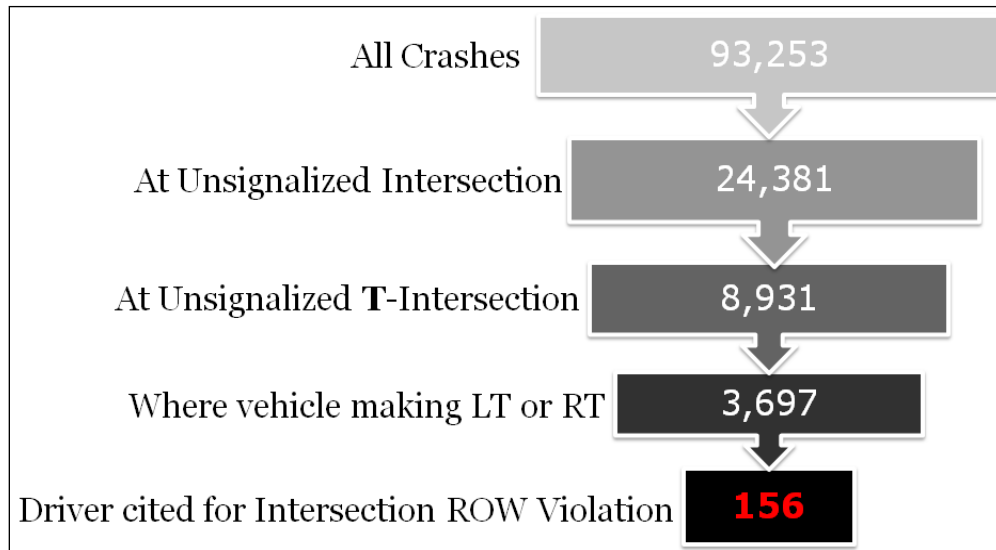 All Crashes 93,253
At Unsignalized Intersection 24,381
At Unsignalized T-Intersection 8,931
Where vehicle making LT or RT 3,697
Driver cited for Intersection ROW Violation 156